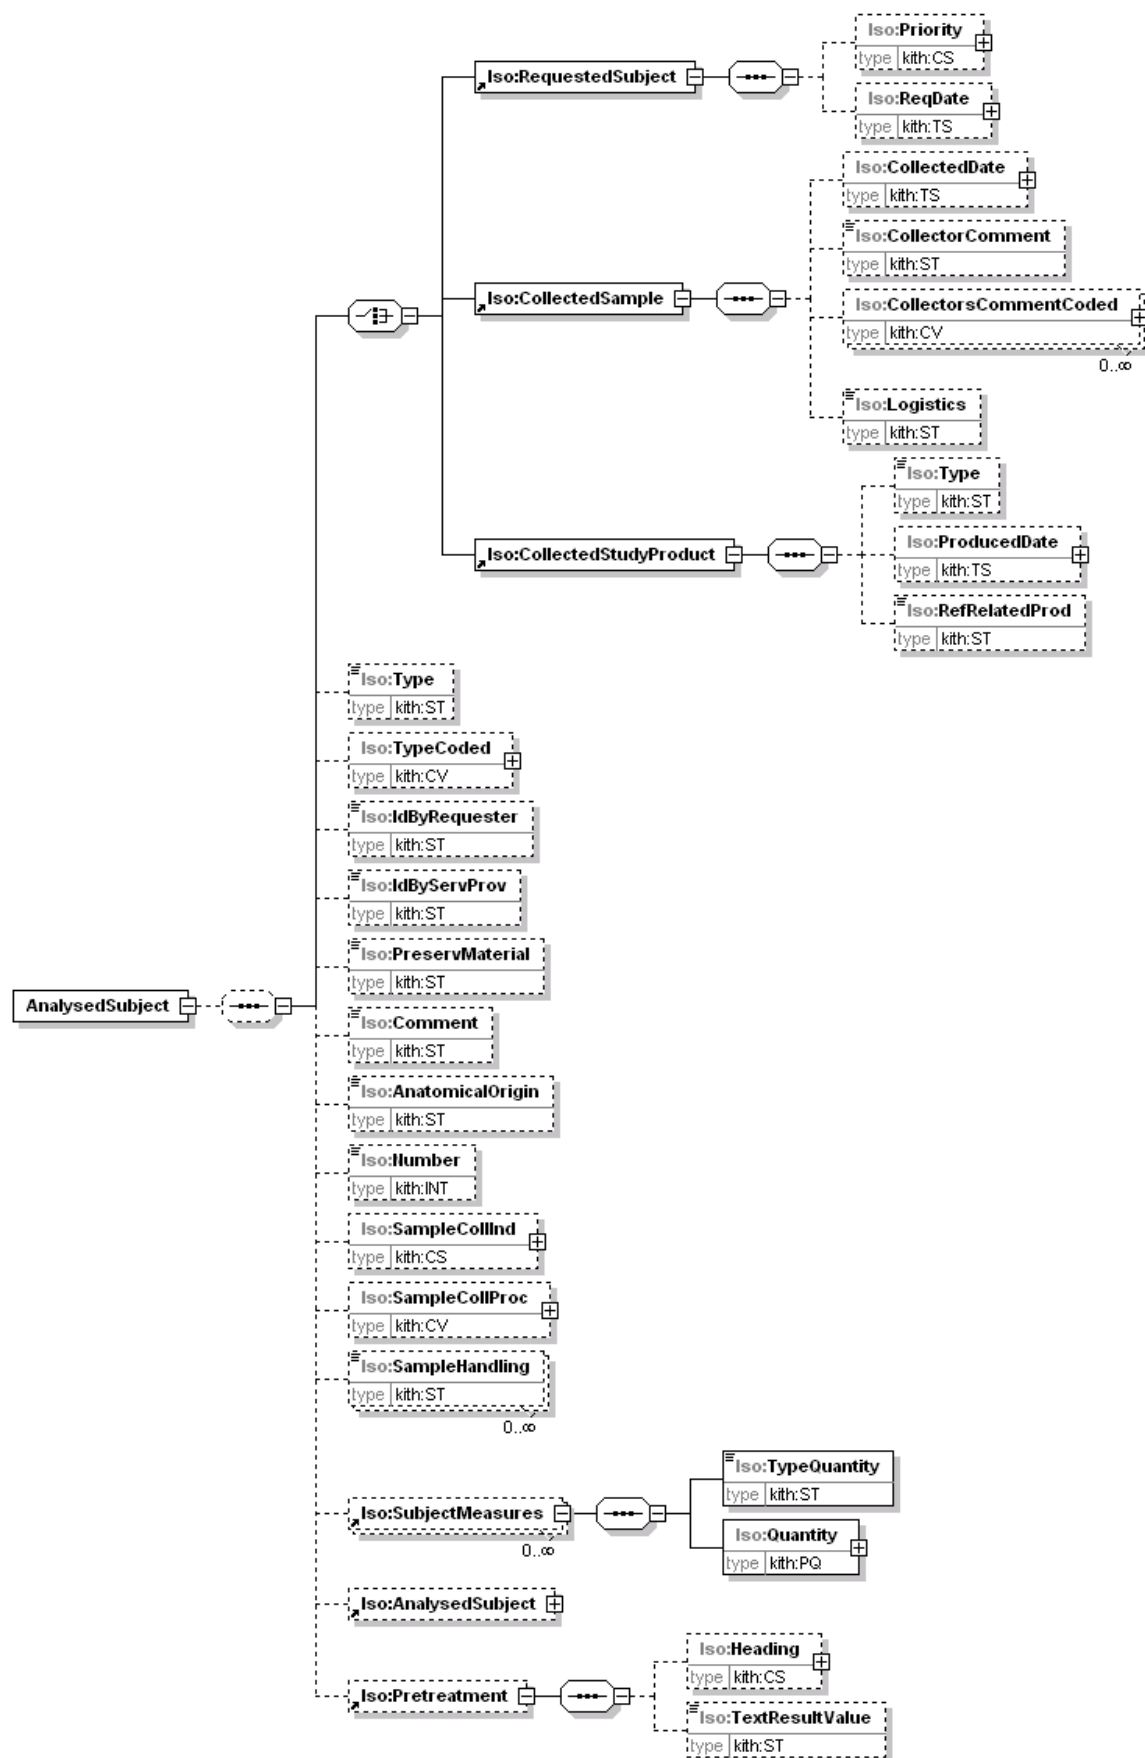 lso:Priority
type kith:CS
lso:RequestedSubject
lso:ReqDate
type kith:TS
lso:CollectedDate
type kith:TS
lso:CollectorComment
type kith:ST
lso:CollectedSample
lso:CollectorsCommentCoded
type kith:CV
0..∞
lso:Logistics
type kith:ST
lso:Type
type kith:ST
lso:CollectedStudyProduct
lso:ProducedDate
type kith:TS
lso:RefRelatedProd
type kith:ST
lso:Type
type kith:ST
lso:TypeCoded
type kith:CV
lso:IdByRequester
type kith:ST
lso:IdByServProv
type kith:ST
lso:PreservMaterial
type kith:ST
AnalysedSubject
lso:Comment
type kith:ST
lso:AnatomicalOrigin
type kith:ST
lso:Number
type kith:INT
lso:SampleCollInd
type kith:CS
lso:SampleCollProc
type kith:CV
lso:SampleHandling
type kith:ST
0..∞
lso:TypeQuantity
type kith:ST
lso:SubjectMeasures
0..∞
lso:Quantity
type kith:PQ
lso:AnalysedSubject
lso:Heading
type kith:CS
lso:Pretreatment
lso:TextResultValue
type kith:ST